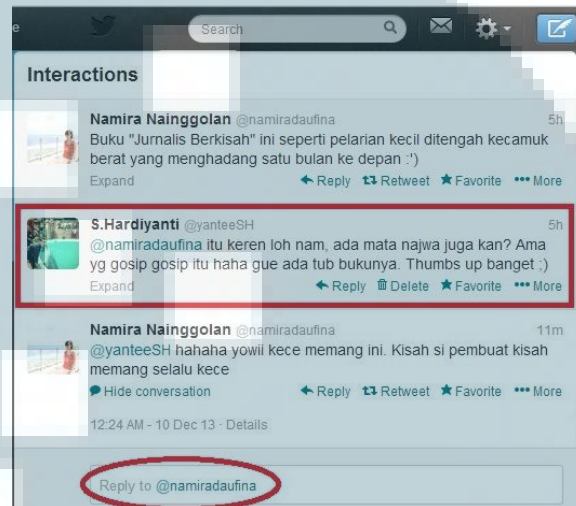 e
Search
Interactions
Namira Nainggolan @namiradaufina 5h
Buku "Jurnalis Berkisah" ini seperti pelarian kecil ditengah kecamuk
berat yang menghadang satu bulan ke depan :')
Expand Reply Retweet Favorite More
S.Hardiyanti @yanteeSH 5h
@namiradaufina itu keren loh nam, ada mata najwa juga kan? Ama
yg gosip gosip itu haha gue ada tub bukunya. Thumbs up banget ;)
Expand Reply Delete Favorite More
Namira Nainggolan @namiradaufina 11m
@yanteeSH hahaha yowii kece memang ini. Kisah si pembuat kisah
memang selalu kece
Hide conversation Reply Retweet Favorite More
12:24 AM - 10 Dec 13 · Details
Reply to @namiradaufina